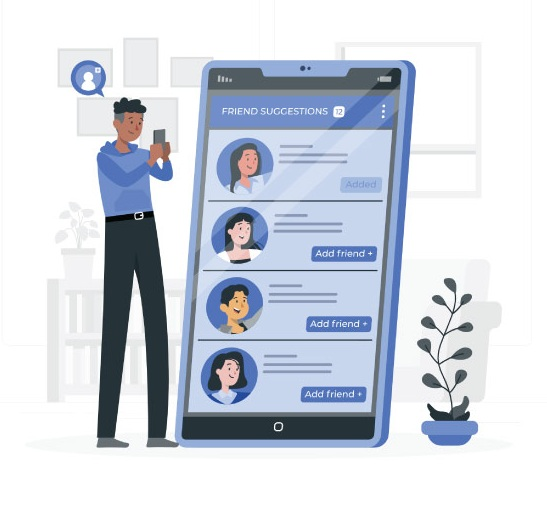 FRIEND SUGGESTIONS 12
Added
Add friend +
Add friend +
Add friend +